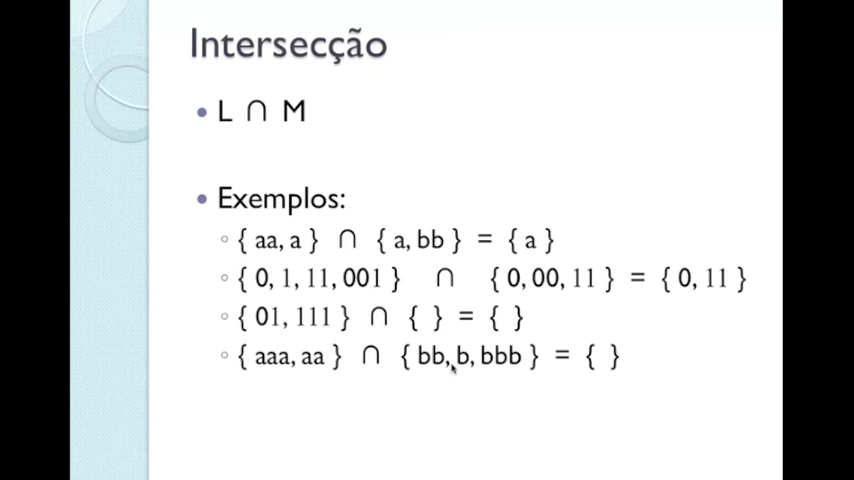 Intersecção
• L ∩ M
• Exemplos:
◦ { aa, a } ∩ { a, bb } = { a }
◦ { 0, 1, 11, 001 } ∩ { 0, 00, 11 } = { 0, 11 }
◦ { 01, 111 } ∩ { } = { }
◦ { aaa, aa } ∩ { bb, b, bbb } = { }